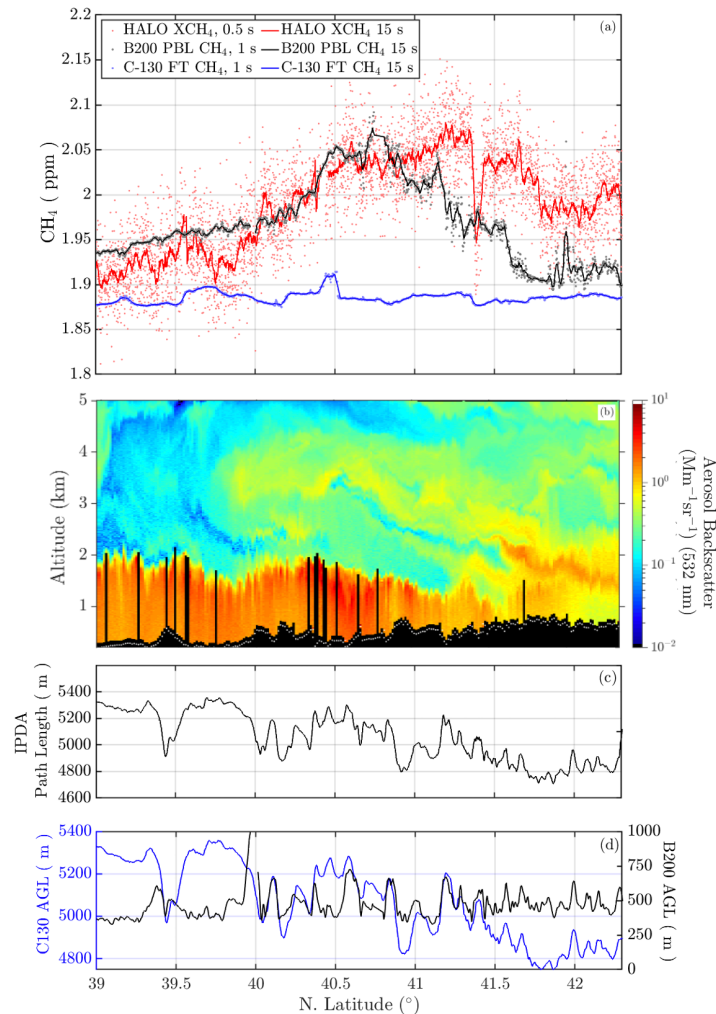 HALO XCH4, 0.5 s HALO XCH4 15 s (a)
B200 PBL CH4, 1 s B200 PBL CH4 15 s
C-130 FT CH4, 1 s C-130 FT CH4 15 s
2.2
2.15
2.1
2.05
2
1.95
1.9
1.85
1.8
CH4 ( ppm )
(b)
5
4
3
2
1
Altitude (km)
10^1
10^0
10^−1
10^−2
Aerosol Backscatter
(Mm^−1sr^−1) (532 nm)
(c)
5400
5200
5000
4800
4600
IPDA
Path Length ( m )
(d)
5400
5200
5000
4800
C130 AGL ( m )
1000
750
500
250
0
B200 AGL ( m )
39 39.5 40 40.5 41 41.5 42
N. Latitude (°)